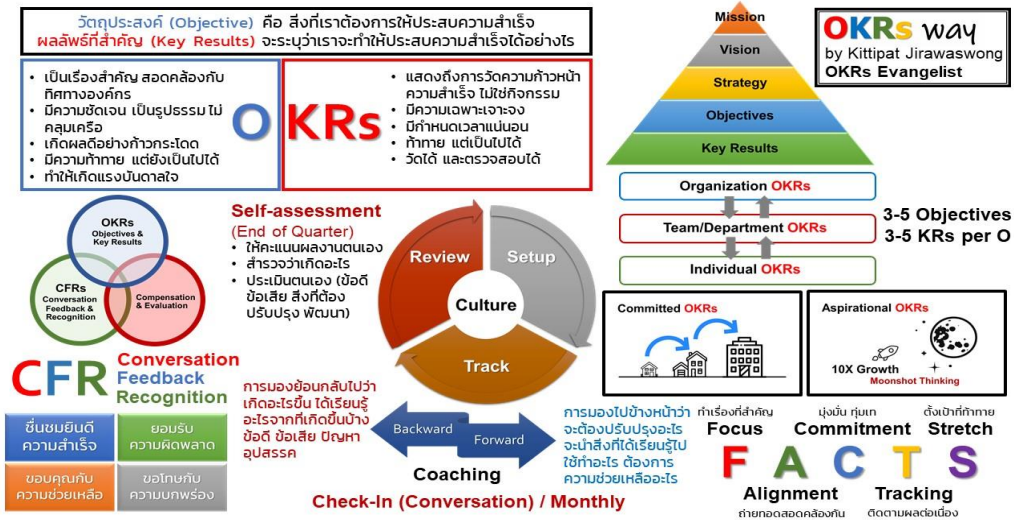 วัตถุประสงค์ (Objective) คือ สิ่งที่เราต้องการให้ประสบความสำเร็จ
ผลลัพธ์ที่สำคัญ (Key Results) จะระบุว่าเราจะทำให้ประสบความสำเร็จได้อย่างไร
• เป็นเรื่องสำคัญ สอดคล้องกับ
ทิศทางองค์กร
• มีความชัดเจน เป็นรูปธรรม ไม่
คลุมเครือ
• เกิดผลดีอย่างก้าวกระโดด
• มีความท้าทาย แต่ยังเป็นไปได้
• ทำให้เกิดแรงบันดาลใจ
O KRs
• แสดงถึงการวัดความก้าวหน้า
ความสำเร็จ ไม่ใช่กิจกรรม
• มีความเฉพาะเจาะจง
• มีกำหนดเวลาแน่นอน
• ท้าทาย แต่เป็นไปได้
• วัดได้ และตรวจสอบได้
Mission
Vision
Strategy
Objectives
Key Results
OKRs way
by Kittipat Jirawaswong
OKRs Evangelist
Organization OKRs
Team/Department OKRs
Individual OKRs
3-5 Objectives
3-5 KRs per O
OKRs
Objectives &
Key Results
CFRs
Conversation
Feedback &
Recognition
Compensation
& Evaluation
Self-assessment
(End of Quarter)
• ให้คะแนนผลงานตนเอง
• สำรวจว่าเกิดอะไร
• ประเมินตนเอง (ข้อดี
ข้อเสีย สิ่งที่ต้อง
ปรับปรุง พัฒนา)
Review
Setup
Culture
Track
Committed OKRs
Aspirational OKRs
10X Growth
Moonshot Thinking
CFR
Conversation
Feedback
Recognition
ชื่นชมยินดี
ความสำเร็จ
ยอมรับ
ความผิดพลาด
ขอบคุณกับ
ความช่วยเหลือ
ขอโทษกับ
ความบกพร่อง
การมองย้อนกลับไปว่า
เกิดอะไรขึ้น ได้เรียนรู้
อะไรจากที่เกิดขึ้นบ้าง
ข้อดี ข้อเสีย ปัญหา
อุปสรรค
Backward
Forward
Coaching
การมองไปข้างหน้าว่า
จะต้องปรับปรุงอะไร
จะนำสิ่งที่ได้เรียนรู้ไป
ใช้ทำอะไร ต้องการ
ความช่วยเหลืออะไร
Check-In (Conversation) / Monthly
ทำเรื่องที่สำคัญ
มุ่งมั่น ทุ่มเท
ตั้งเป้าที่ท้าทาย
Focus
Commitment
Stretch
F A C T S
Alignment
Tracking
ถ่ายทอดสอดคล้องกัน
ติดตามผลต่อเนื่อง